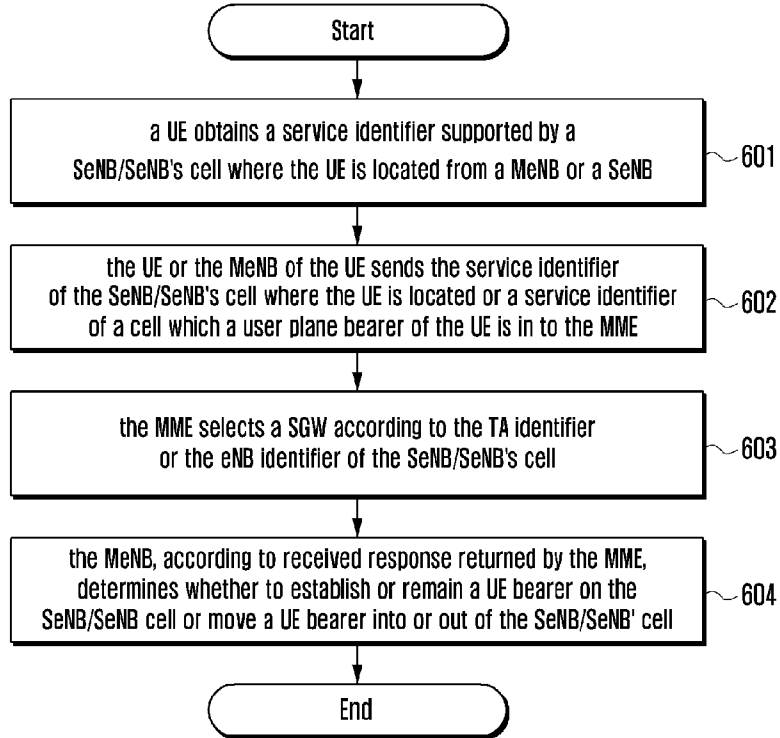 Start
a UE obtains a service identifier supported by a
SeNB/SeNB's cell where the UE is located from a MeNB or a SeNB
601
the UE or the MeNB of the UE sends the service identifier
of the SeNB/SeNB's cell where the UE is located or a service identifier
of a cell which a user plane bearer of the UE is in to the MME
602
the MME selects a SGW according to the TA identifier
or the eNB identifier of the SeNB/SeNB's cell
603
the MeNB, according to received response returned by the MME,
determines whether to establish or remain a UE bearer on the
SeNB/SeNB cell or move a UE bearer into or out of the SeNB/SeNB' cell
604
End